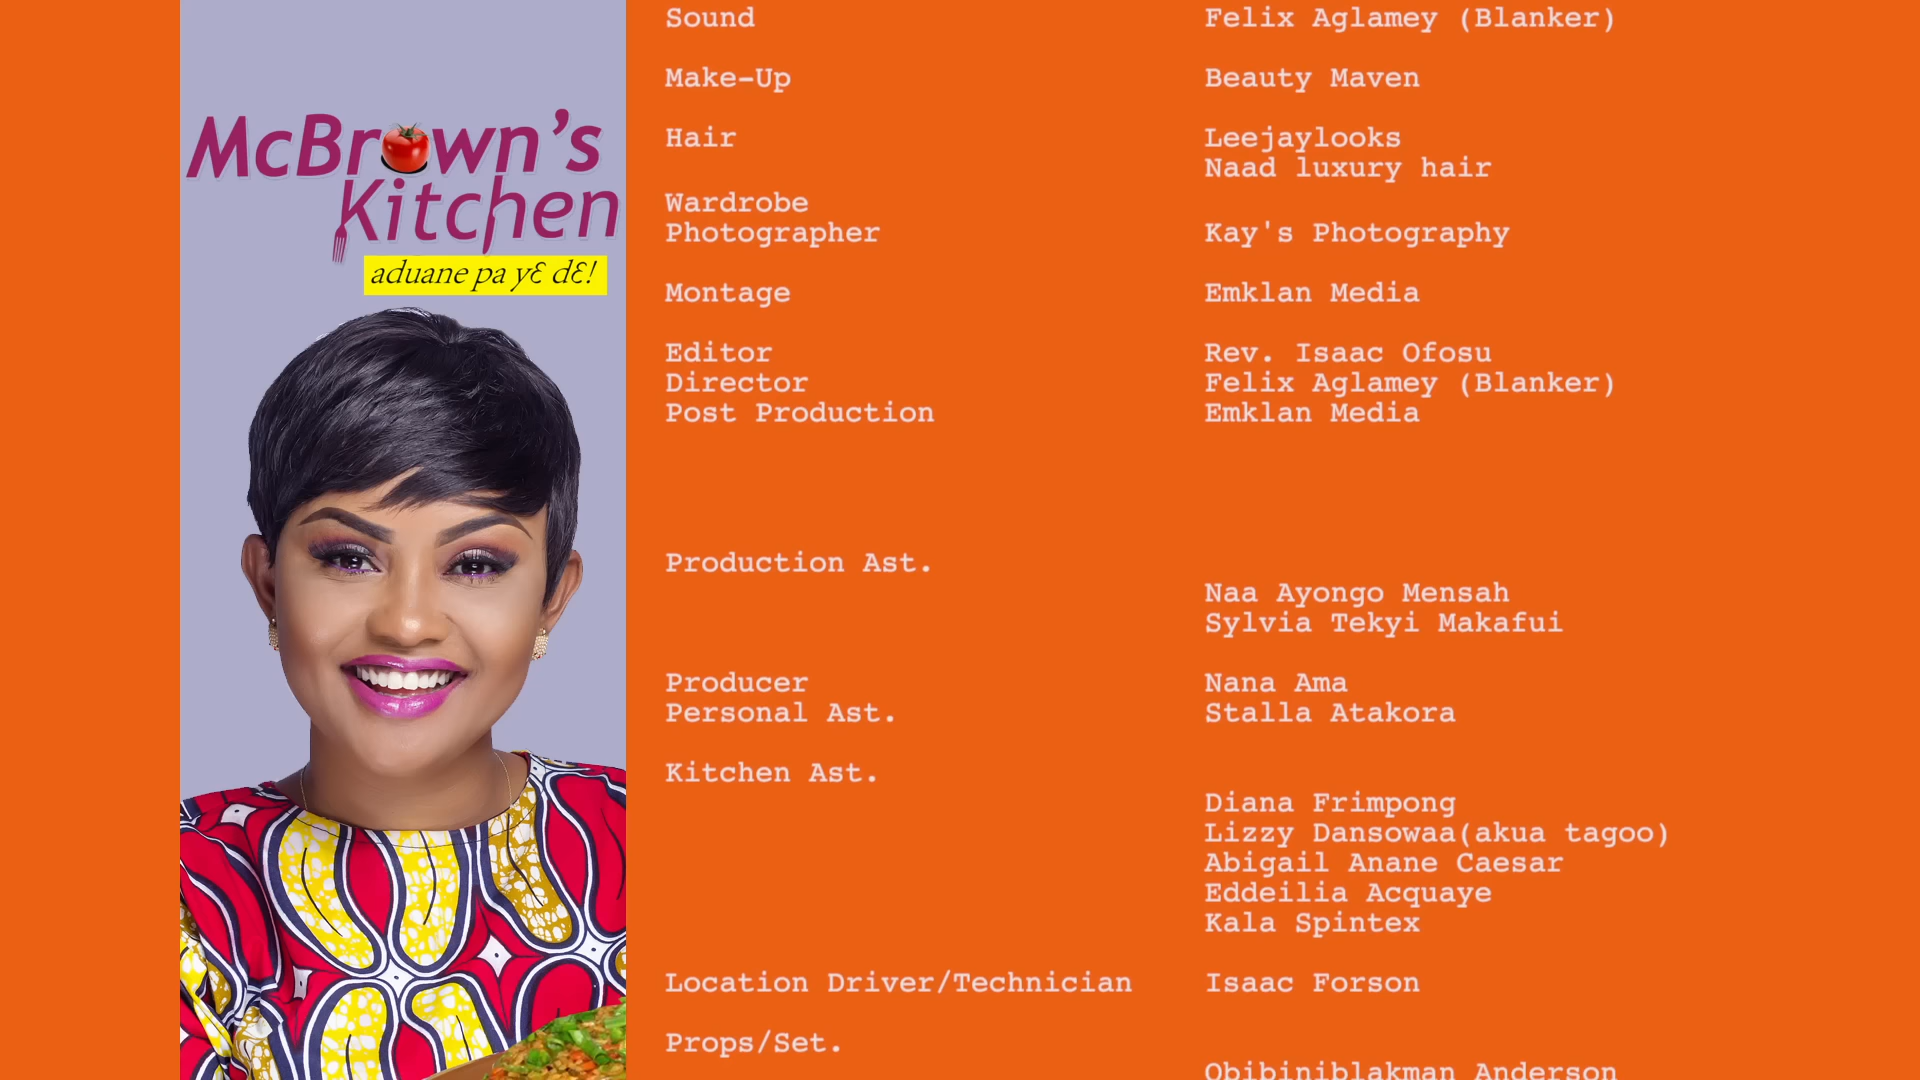 McBrown's
Kitchen
aduane pa yɛ dɛ!
Sound Felix Aglamey (Blanker)
Make-Up Beauty Maven
Hair Leejaylooks
Naad luxury hair
Wardrobe
Photographer Kay's Photography
Montage Emklan Media
Editor Rev. Isaac Ofosu
Director Felix Aglamey (Blanker)
Post Production Emklan Media
Production Ast.
Naa Ayongo Mensah
Sylvia Tekyi Makafui
Producer Nana Ama
Personal Ast. Stalla Atakora
Kitchen Ast.
Diana Frimpong
Lizzy Dansowaa(akua tagoo)
Abigail Anane Caesar
Eddeilia Acquaye
Kala Spintex
Location Driver/Technician Isaac Forson
Props/Set.
Obibiniblakman Anderson